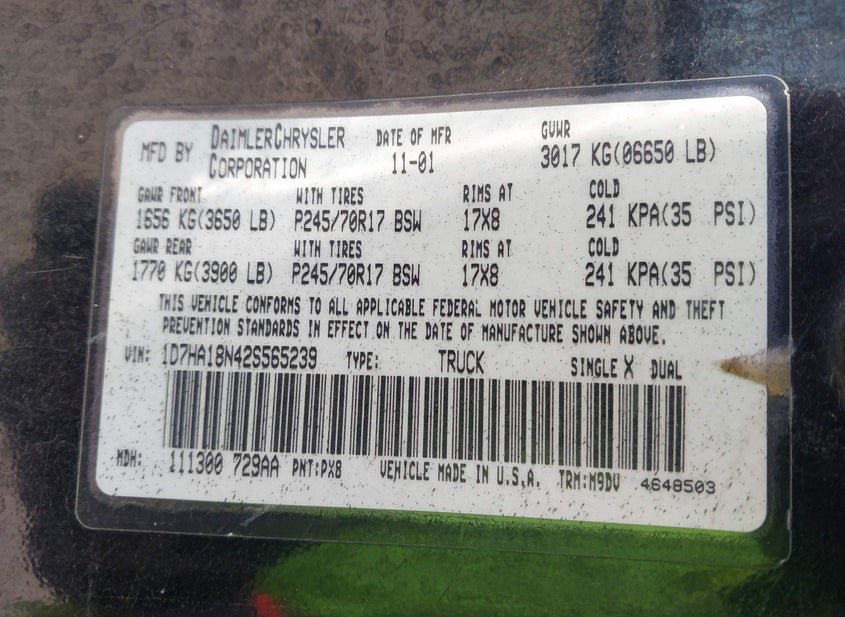 MFD BY DAIMLERCHRYSLER CORPORATION DATE OF MFR 11-01 GVWR 3017 KG(06650 LB)
GAWR FRONT WITH TIRES RIMS AT COLD
1656 KG(3650 LB) P245/70R17 BSW 17X8 241 KPA(35 PSI)
GAWR REAR WITH TIRES RIMS AT COLD
1770 KG(3900 LB) P245/70R17 BSW 17X8 241 KPA(35 PSI)
THIS VEHICLE CONFORMS TO ALL APPLICABLE FEDERAL MOTOR VEHICLE SAFETY AND THEFT
PREVENTION STANDARDS IN EFFECT ON THE DATE OF MANUFACTURE SHOWN ABOVE.
VIN: 1D7HA18N42S565239 TYPE: TRUCK SINGLE X DUAL
MDH: 111300 729AA PNT:PX8 VEHICLE MADE IN U.S.A. TRM:M9DV 4648503